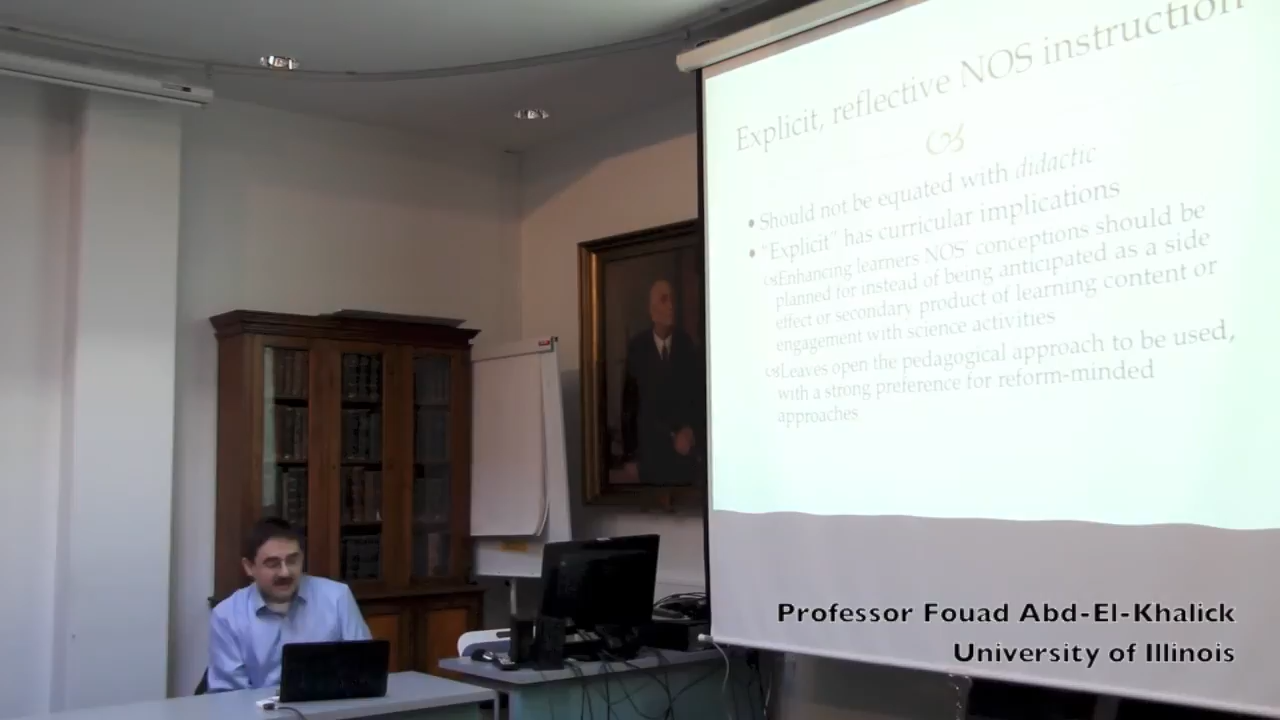 Explicit, reflective NOS instruction
• Should not be equated with didactic
• “Explicit” has curricular implications
Enhancing learners NOS’ conceptions should be
planned for instead of being anticipated as a side
effect or secondary product of learning content or
engagement with science activities
Leaves open the pedagogical approach to be used,
with a strong preference for reform-minded
approaches
Professor Fouad Abd-El-Khalick
University of Illinois